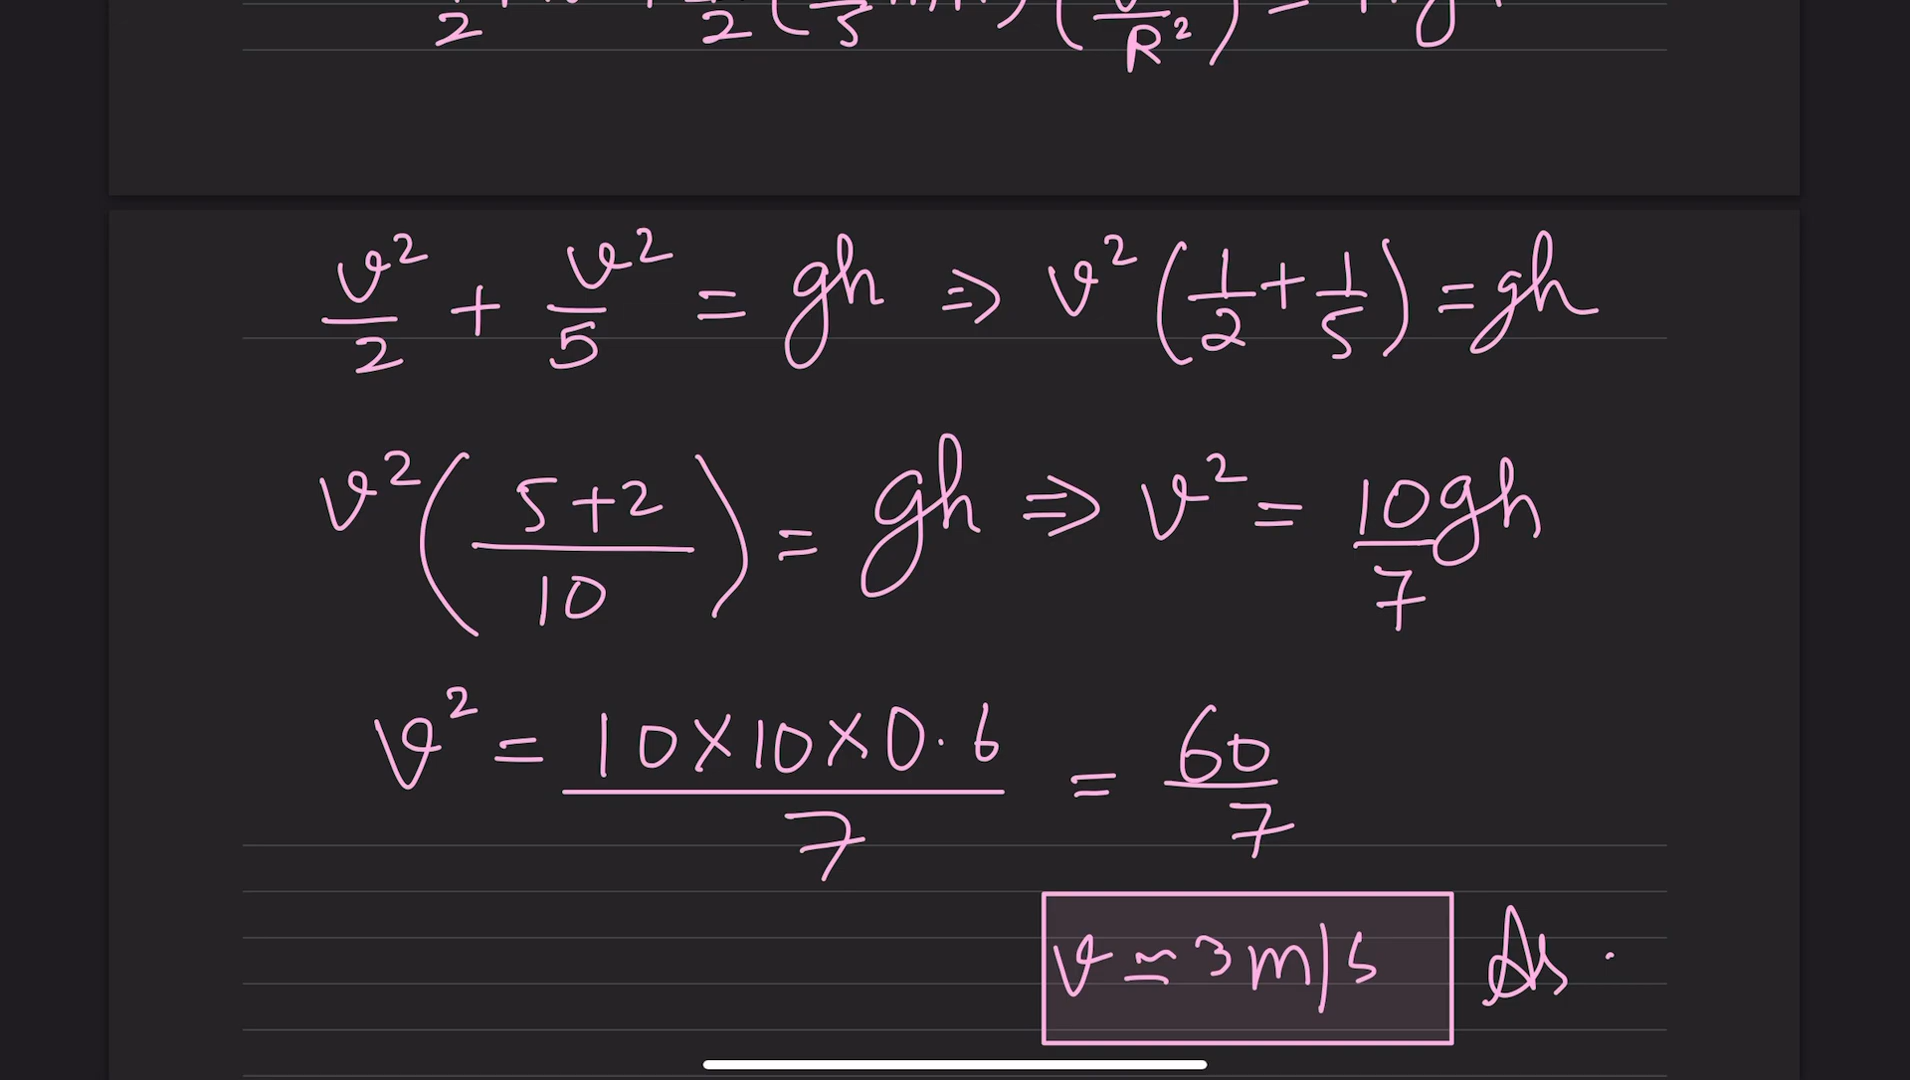 v²/2 + v²/5 = gh ⇒ v²(1/2 + 1/5) = gh
v²((5+2)/10) = gh ⇒ v² = 10gh/7
v² = (10×10×0.6)/7 = 60/7
v ≃ 3 m/s Ans.